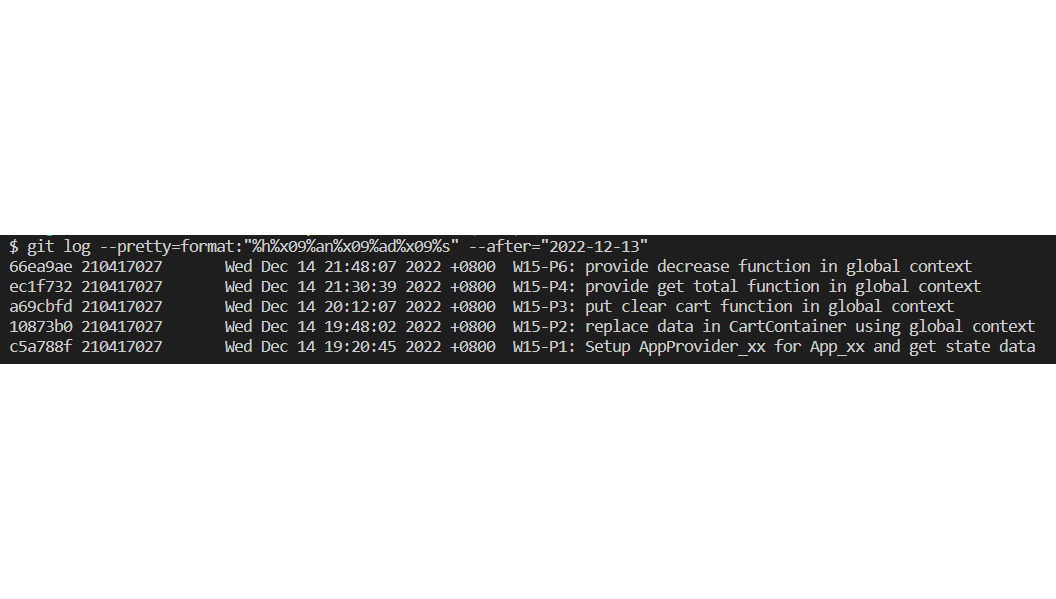 $ git log --pretty=format:"%h%x09%an%x09%ad%x09%s" --after="2022-12-13"
66ea9ae 210417027 Wed Dec 14 21:48:07 2022 +0800 W15-P6: provide decrease function in global context
ec1f732 210417027 Wed Dec 14 21:30:39 2022 +0800 W15-P4: provide get total function in global context
a69cbfd 210417027 Wed Dec 14 20:12:07 2022 +0800 W15-P3: put clear cart function in global context
10873b0 210417027 Wed Dec 14 19:48:02 2022 +0800 W15-P2: replace data in CartContainer using global context
c5a788f 210417027 Wed Dec 14 19:20:45 2022 +0800 W15-P1: Setup AppProvider_xx for App_xx and get state data